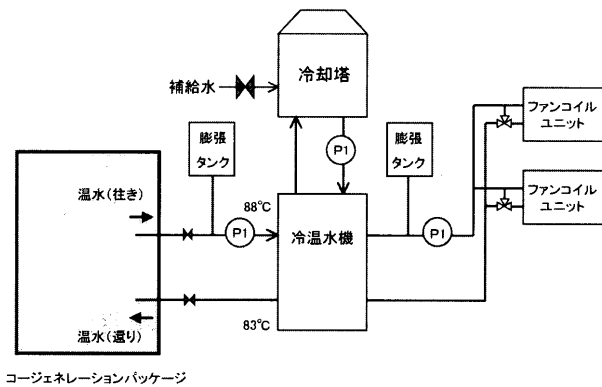 冷却塔
補給水
P1
膨張
タンク
膨張
タンク
ファンコイル
ユニット
ファンコイル
ユニット
温水(往き)
88℃
P1
冷温水機
P1
83℃
温水(還り)
コージェネレーションパッケージ